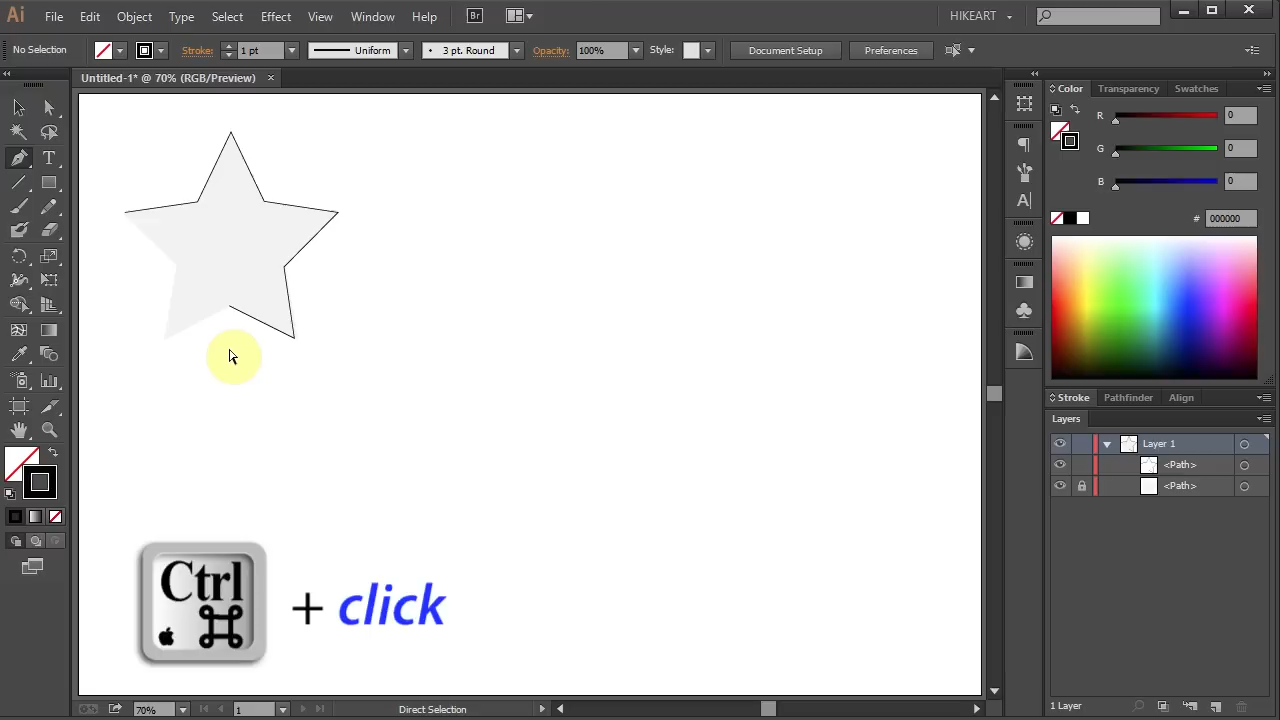 Ai File Edit Object Type Select Effect View Window Help Br HIKEART
No Selection Stroke: 1 pt Uniform 3 pt. Round Opacity: 100% Style: Document Setup Preferences
Untitled-1* @ 70% (RGB/Preview) ×
Color Transparency Swatches
R 0
G 0
B 0
# 000000
Stroke Pathfinder Align
Layers
Layer 1
<Path>
<Path>
Ctrl
+ click
70% 1 Direct Selection
1 Layer